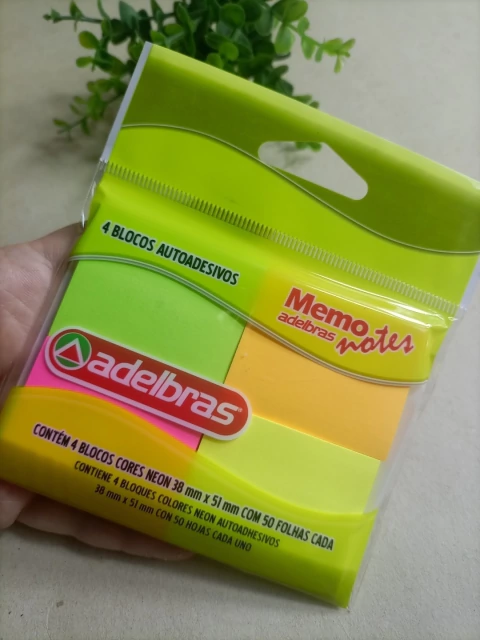 4 BLOCOS AUTOADESIVOS
Memo
adelbras notes
adelbras
CONTÉM 4 BLOCOS CORES NEON 38 mm x 51 mm COM 50 FOLHAS CADA
CONTIENE 4 BLOQUES COLORES NEON AUTOADHESIVOS
38 mm x 51 mm CON 50 HOJAS CADA UNO